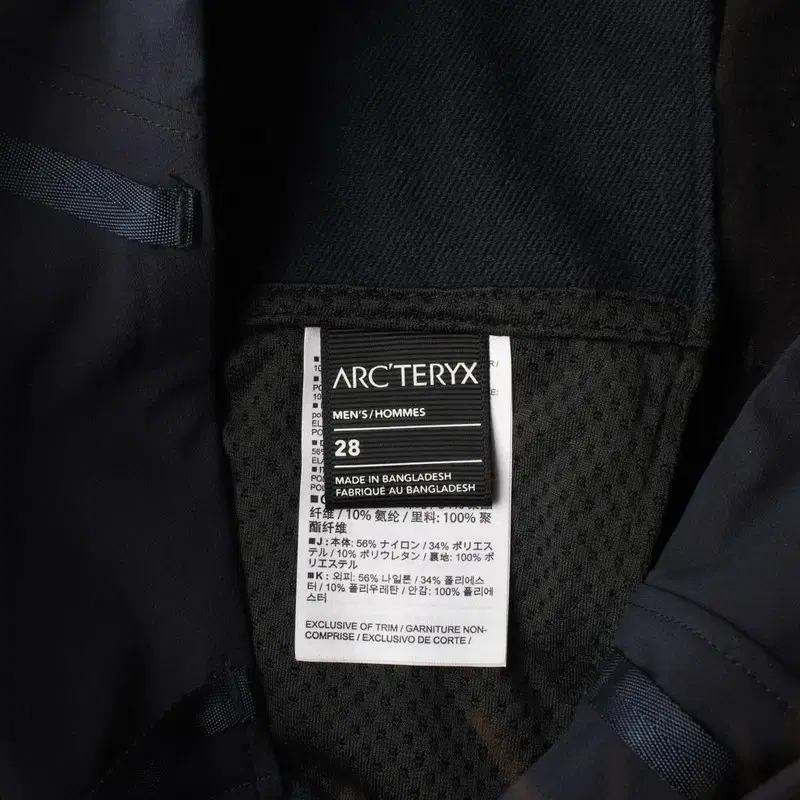 ARC'TERYX
MEN'S/HOMMES
28
MADE IN BANGLADESH
FABRIQUÉ AU BANGLADESH
纤维 / 10% 氨纶 / 里料: 100% 聚
酯纤维
■J : 本体: 56% ナイロン / 34% ポリエス
テル / 10% ポリウレタン / 裏地: 100% ポ
リエステル
■K : 외피: 56% 나일론 / 34% 폴리에스
터 / 10% 폴리우레탄 / 안감: 100% 폴리에
스터
EXCLUSIVE OF TRIM / GARNITURE NON-
COMPRISE / EXCLUSIVO DE CORTE /